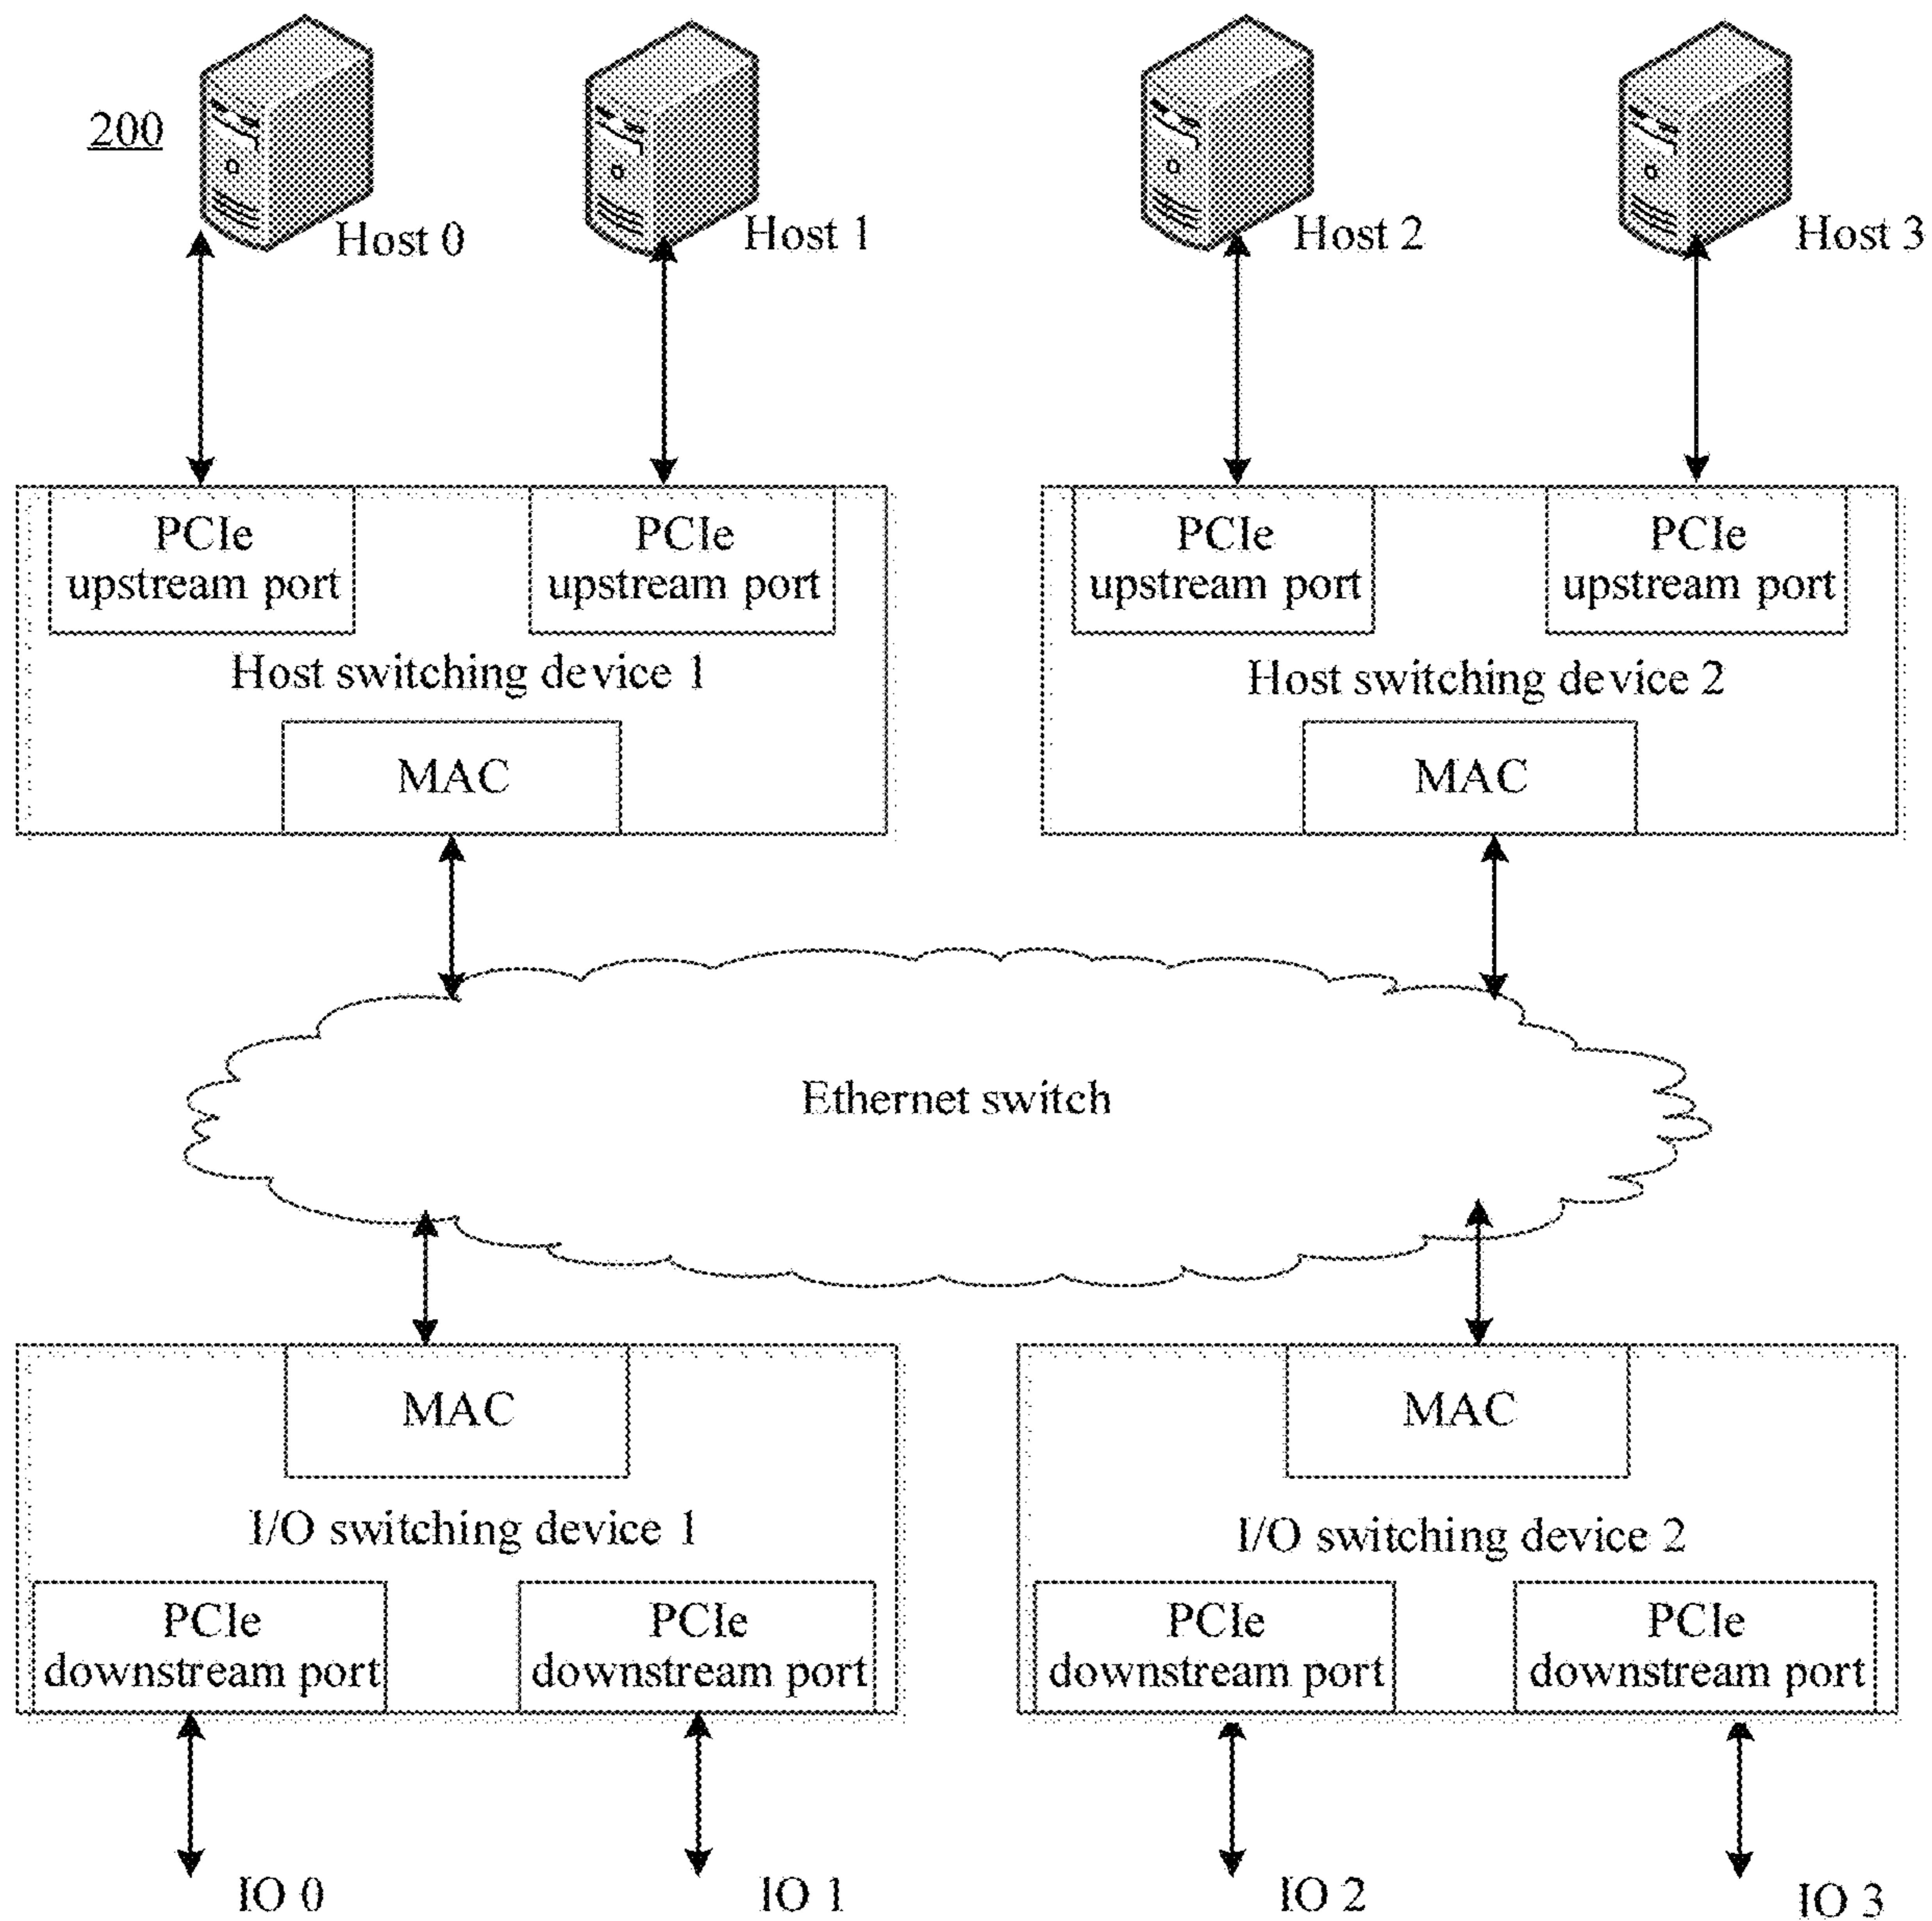 200
Host 0
Host 1
Host 2
Host 3
PCIe
upstream port
PCIe
upstream port
PCIe
upstream port
PCIe
upstream port
Host switching device 1
Host switching device 2
MAC
MAC
Ethernet switch
MAC
MAC
I/O switching device 1
I/O switching device 2
PCIe
downstream port
PCIe
downstream port
PCIe
downstream port
PCIe
downstream port
IO 0
IO 1
IO 2
IO 3